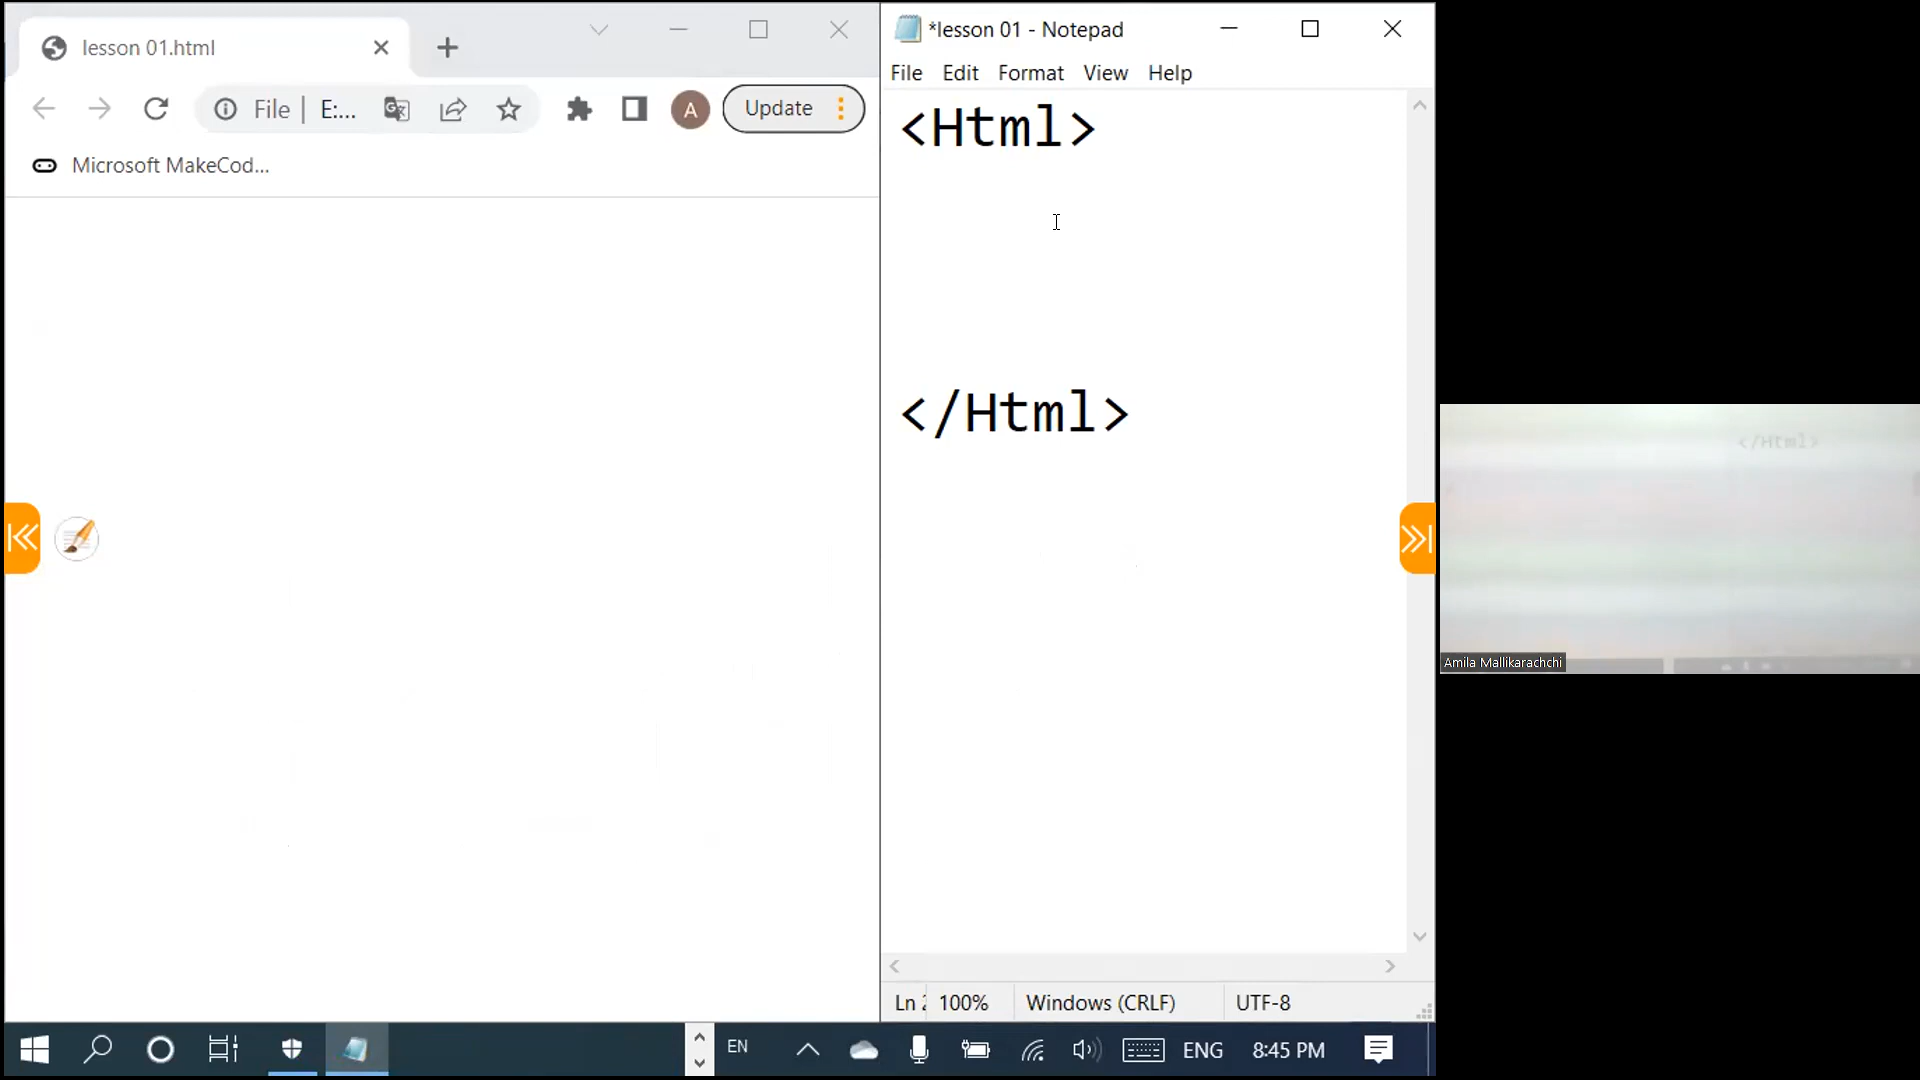 lesson 01.html
File
E:...
A
Update
Microsoft MakeCod...
*lesson 01 - Notepad
File Edit Format View Help
<Html>
</Html>
100%
Windows (CRLF)
UTF-8
EN
ENG
8:45 PM
</Html>
Amila Mallikarachchi